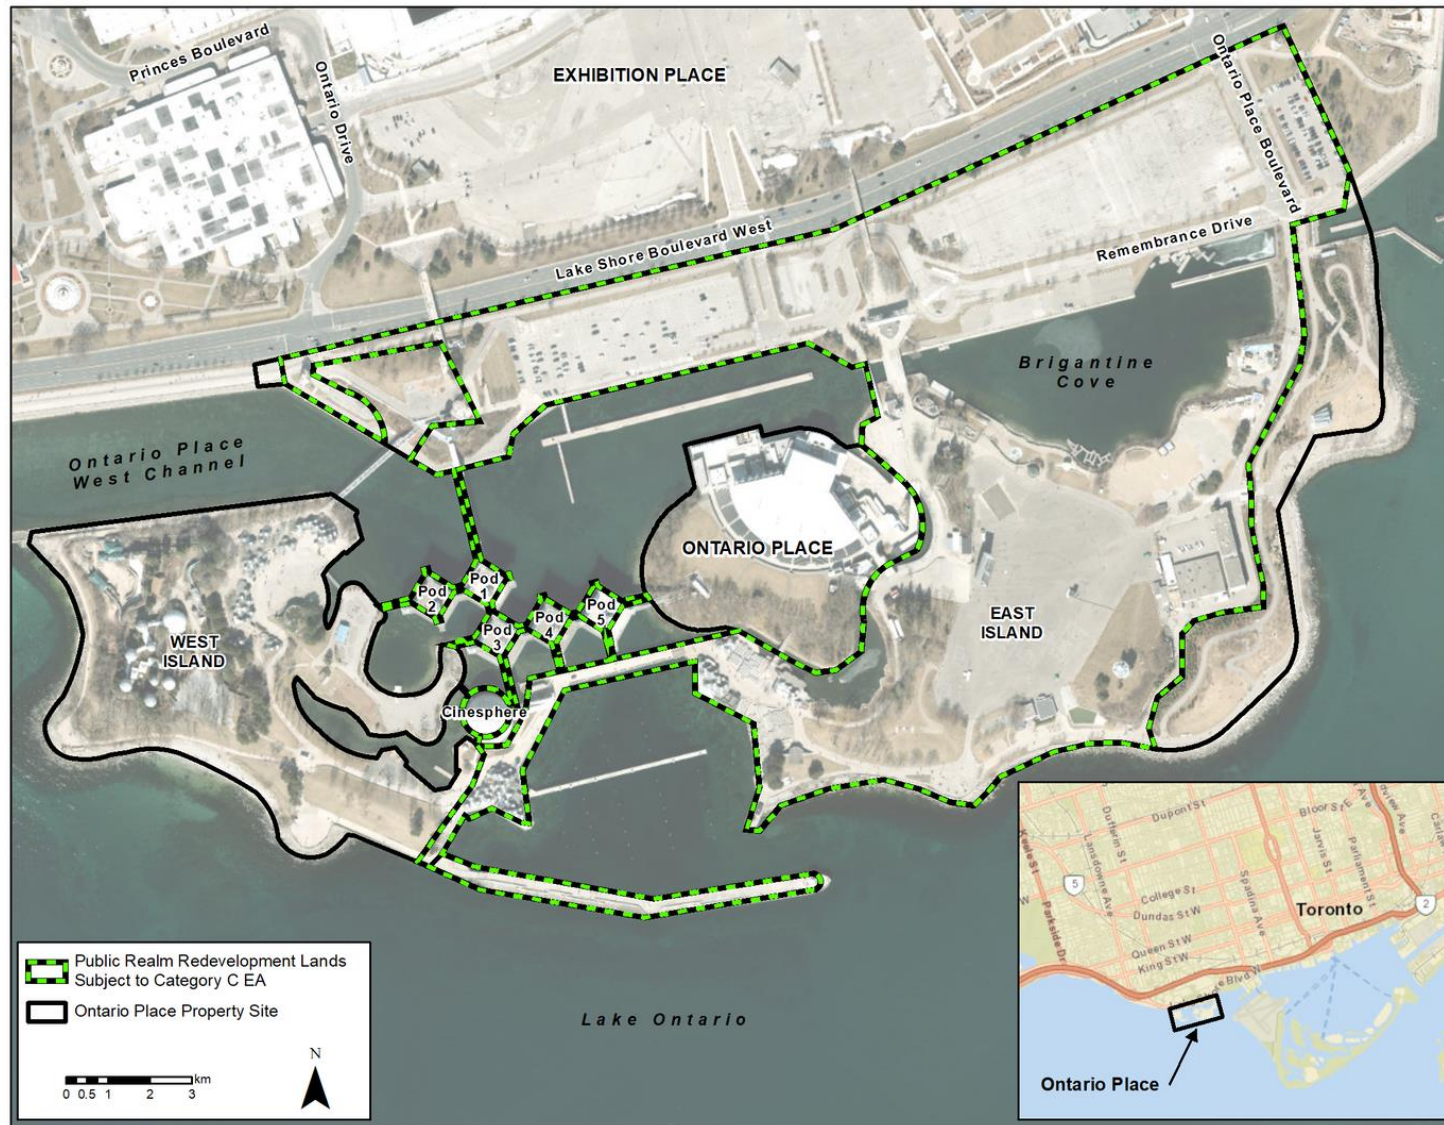 Princes Boulevard
Ontario Drive
EXHIBITION PLACE
Ontario Place Boulevard
Lake Shore Boulevard West
Remembrance Drive
Brigantine
Cove
Ontario Place
West Channel
ONTARIO PLACE
Pod
1
Pod
2
Pod
3
Pod
4
Pod
5
WEST
ISLAND
EAST
ISLAND
Cinesphere
Lake Ontario
Public Realm Redevelopment Lands
Subject to Category C EA
Ontario Place Property Site
N
km
0 0.5 1 2 3
Keele St
Parkside Dr
Lansdowne Ave
Dufferin St
Dupont St
Bloor St E
Jarvis St
Parliament St
Spadina Ave
College St
Dundas St W
Queen St W
King St W
Blvd W
5
2
Toronto
Ontario Place